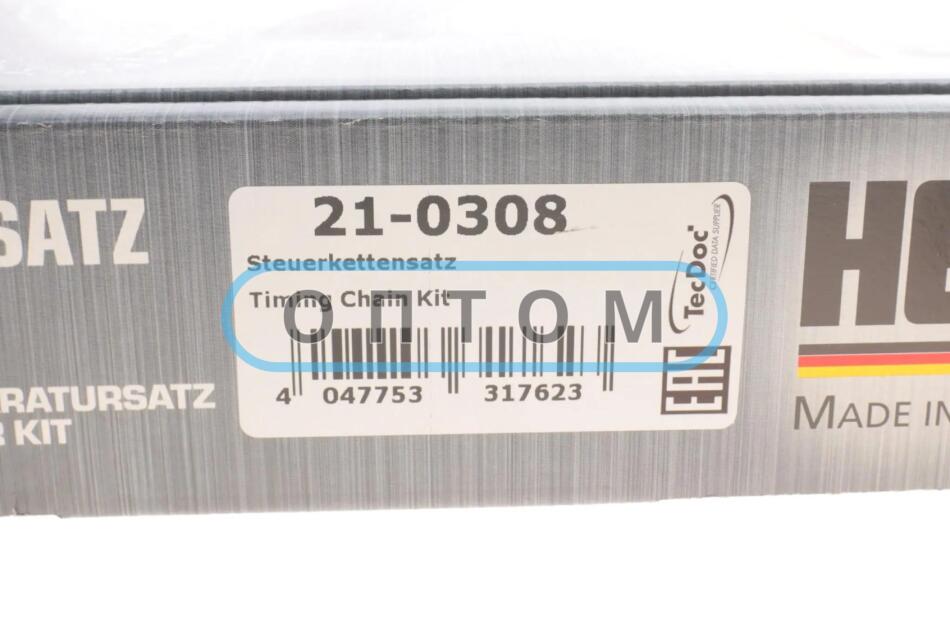 SATZ
RATURSATZ
R KIT
21-0308
Steuerkettensatz
Timing Chain Kit
ОПТОМ
4 047753 317623
TecDoc
CERTIFIED DATA SUPPLIER
EAC
HE
MADE IN